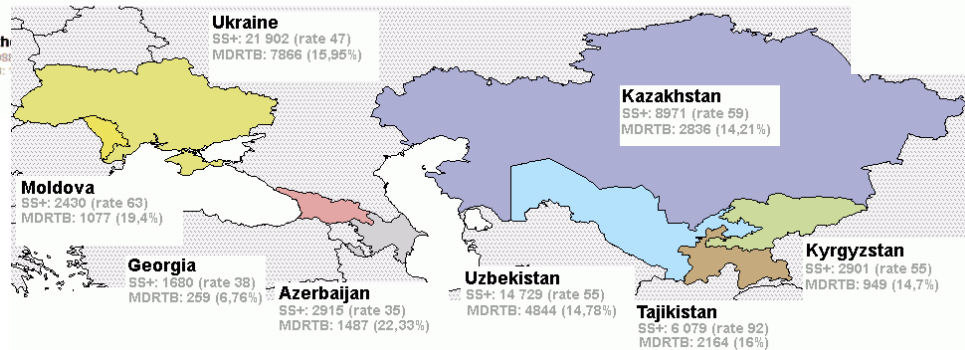 Ukraine
SS+: 21 902 (rate 47)
MDRTB: 7866 (15,95%)
Kazakhstan
SS+: 8971 (rate 59)
MDRTB: 2836 (14,21%)
Moldova
SS+: 2430 (rate 63)
MDRTB: 1077 (19,4%)
Georgia
SS+: 1680 (rate 38)
MDRTB: 259 (6,76%)
Azerbaijan
SS+: 2915 (rate 35)
MDRTB: 1487 (22,33%)
Uzbekistan
SS+: 14 729 (rate 55)
MDRTB: 4844 (14,78%)
Kyrgyzstan
SS+: 2901 (rate 55)
MDRTB: 949 (14,7%)
Tajikistan
SS+: 6 079 (rate 92)
MDRTB: 2164 (16%)